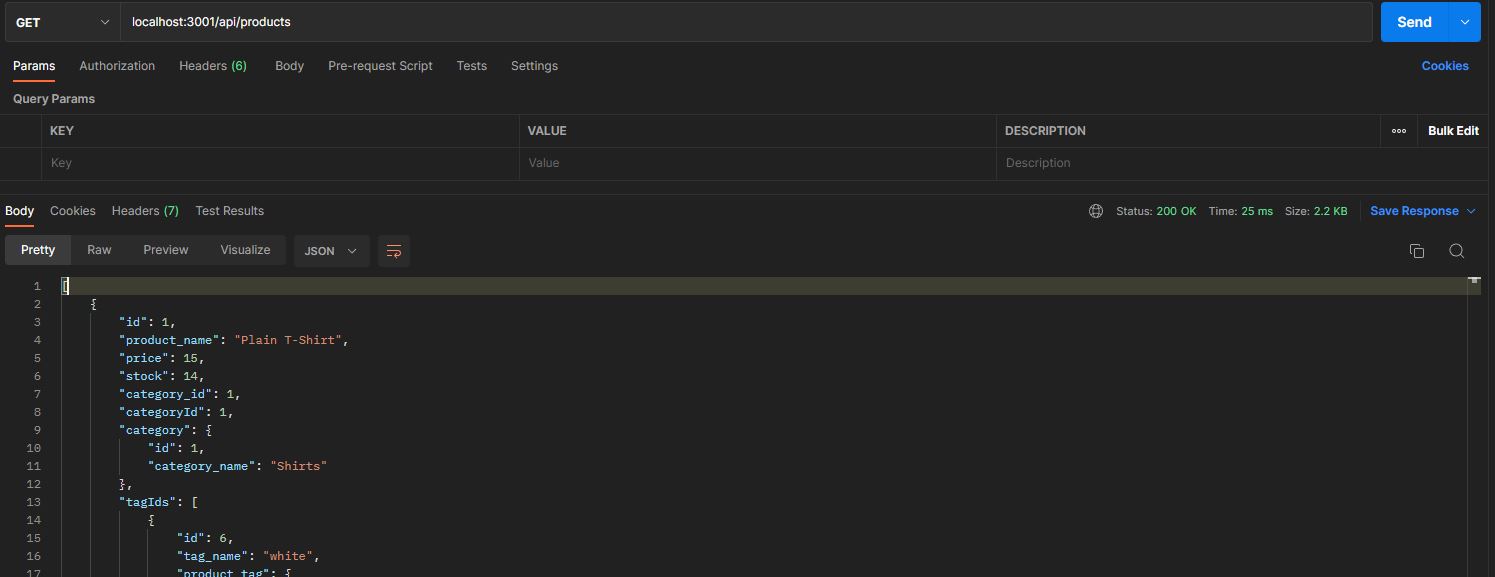 GET localhost:3001/api/products Send
Params Authorization Headers (6) Body Pre-request Script Tests Settings Cookies
Query Params
KEY VALUE DESCRIPTION Bulk Edit
Key Value Description
Body Cookies Headers (7) Test Results Status: 200 OK Time: 25 ms Size: 2.2 KB Save Response
Pretty Raw Preview Visualize JSON
1 [
2 {
3 "id": 1,
4 "product_name": "Plain T-Shirt",
5 "price": 15,
6 "stock": 14,
7 "category_id": 1,
8 "categoryId": 1,
9 "category": {
10 "id": 1,
11 "category_name": "Shirts"
12 },
13 "tagIds": [
14 {
15 "id": 6,
16 "tag_name": "white",
17 "product_tag": {